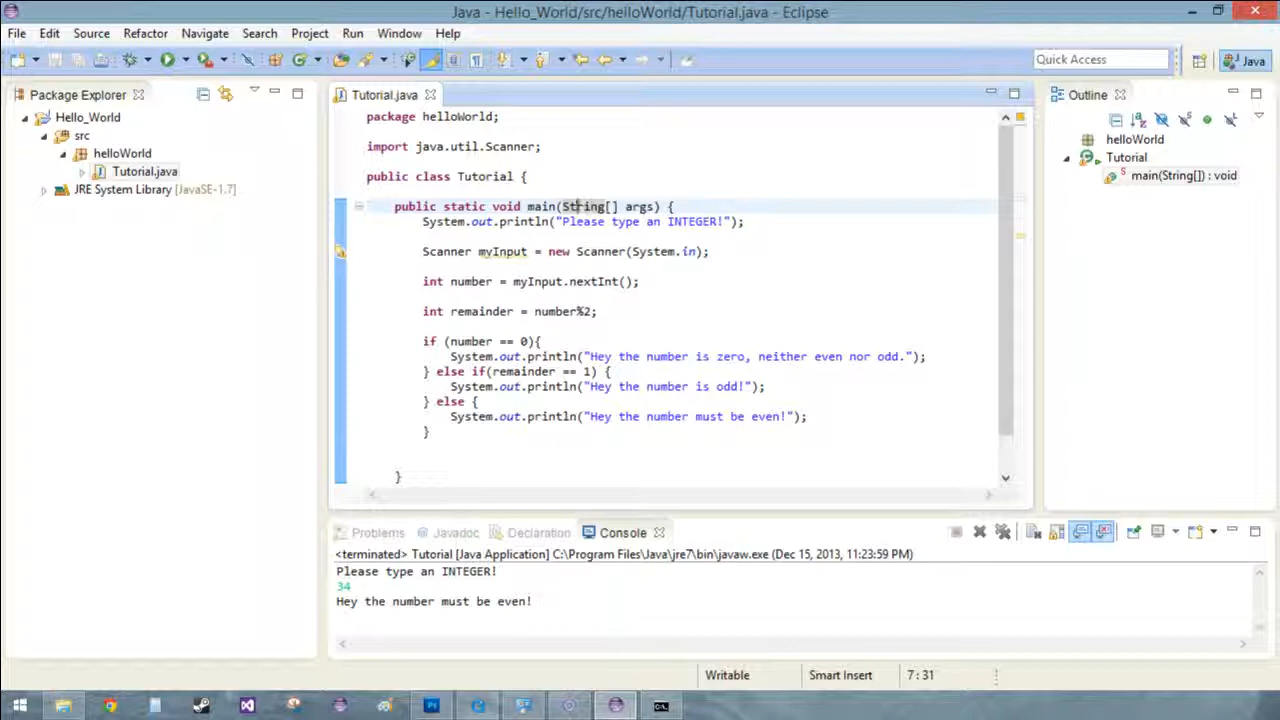 Java - Hello_World/src/helloWorld/Tutorial.java - Eclipse
File Edit Source Refactor Navigate Search Project Run Window Help
Quick Access
Java
Package Explorer
Hello_World
src
helloWorld
Tutorial.java
JRE System Library [JavaSE-1.7]
Tutorial.java
package helloWorld;
import java.util.Scanner;
public class Tutorial {
public static void main(String[] args) {
System.out.println("Please type an INTEGER!");
Scanner myInput = new Scanner(System.in);
int number = myInput.nextInt();
int remainder = number%2;
if (number == 0){
System.out.println("Hey the number is zero, neither even nor odd.");
} else if(remainder == 1) {
System.out.println("Hey the number is odd!");
} else {
System.out.println("Hey the number must be even!");
}
}
Outline
helloWorld
Tutorial
main(String[]) : void
Problems Javadoc Declaration Console
<terminated> Tutorial [Java Application] C:\Program Files\Java\jre7\bin\javaw.exe (Dec 15, 2013, 11:23:59 PM)
Please type an INTEGER!
34
Hey the number must be even!
Writable Smart Insert 7 : 31